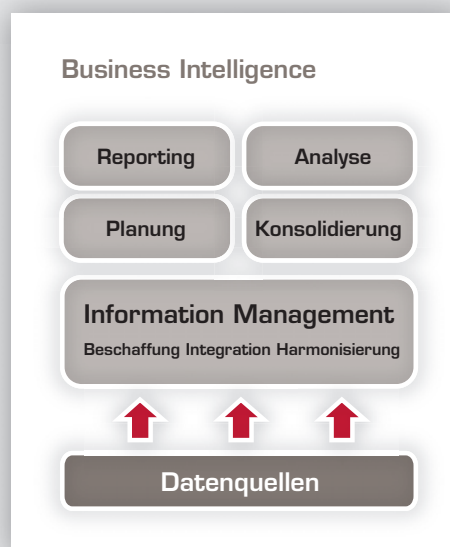 Business Intelligence
Reporting
Analyse
Planung
Konsolidierung
Information Management
Beschaffung Integration Harmonisierung
Datenquellen